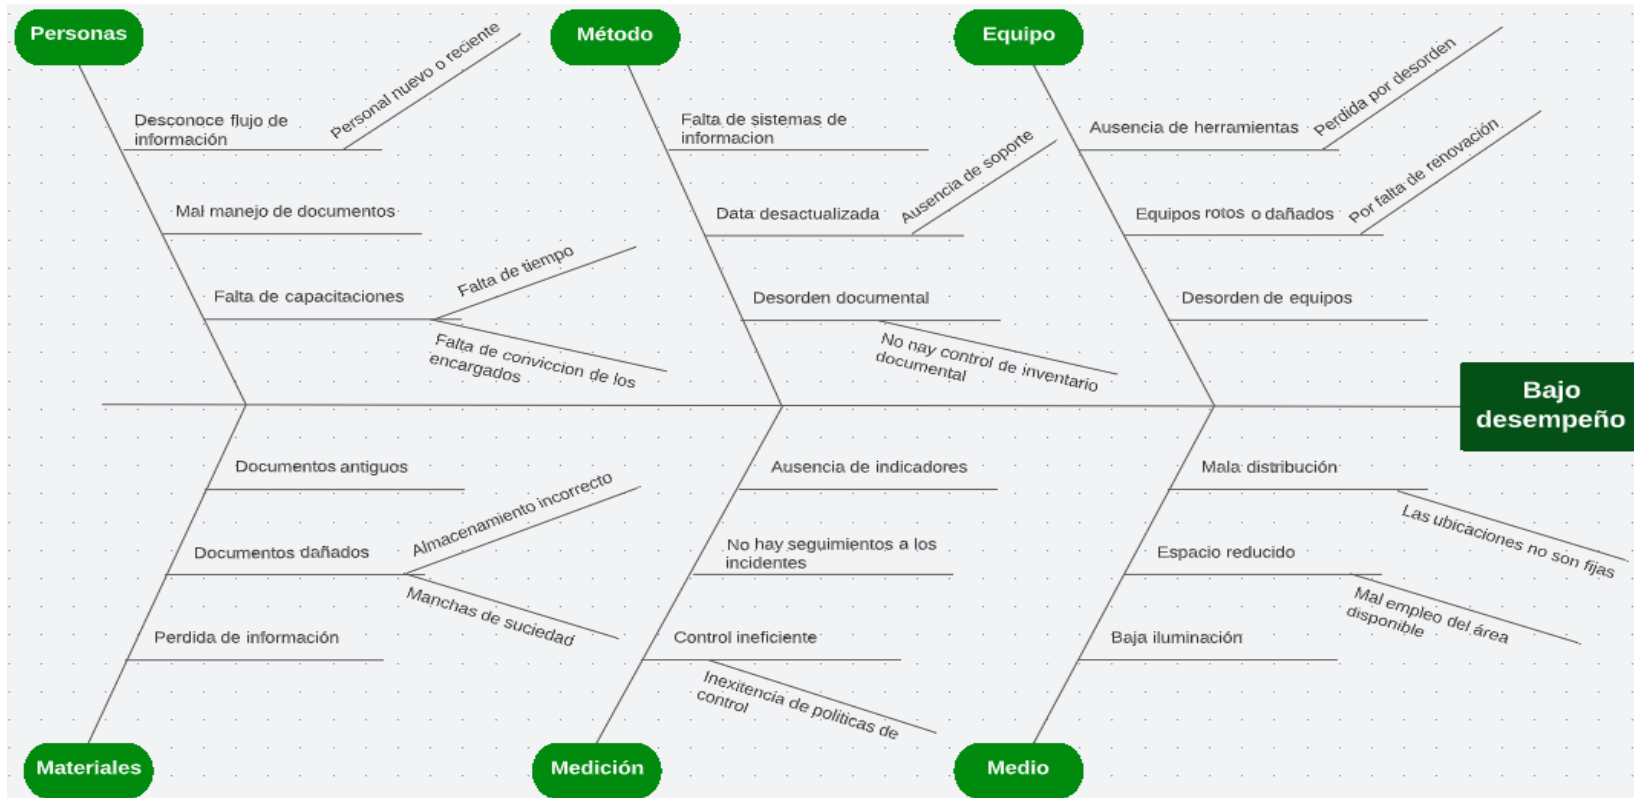 Personas
Método
Equipo
Desconoce flujo de
información
Personal nuevo o reciente
Falta de sistemas de
informacion
Ausencia de herramientas
Perdida por desorden
Mal manejo de documentos
Data desactualizada
Ausencia de soporte
Equipos rotos o dañados
Por falta de renovación
Falta de capacitaciones
Falta de tiempo
Falta de conviccion de los
encargados
Desorden documental
No nay control de inventario
documental
Desorden de equipos
Bajo
desempeño
Documentos antiguos
Ausencia de indicadores
Mala distribución
Las ubicaciones no son fijas
Documentos dañados
Almacenamiento incorrecto
Manchas de suciedad
No hay seguimientos a los
incidentes
Espacio reducido
Mal empleo del área
disponible
Perdida de información
Control ineficiente
Inexitencia de politicas de
control
Baja iluminación
Materiales
Medición
Medio